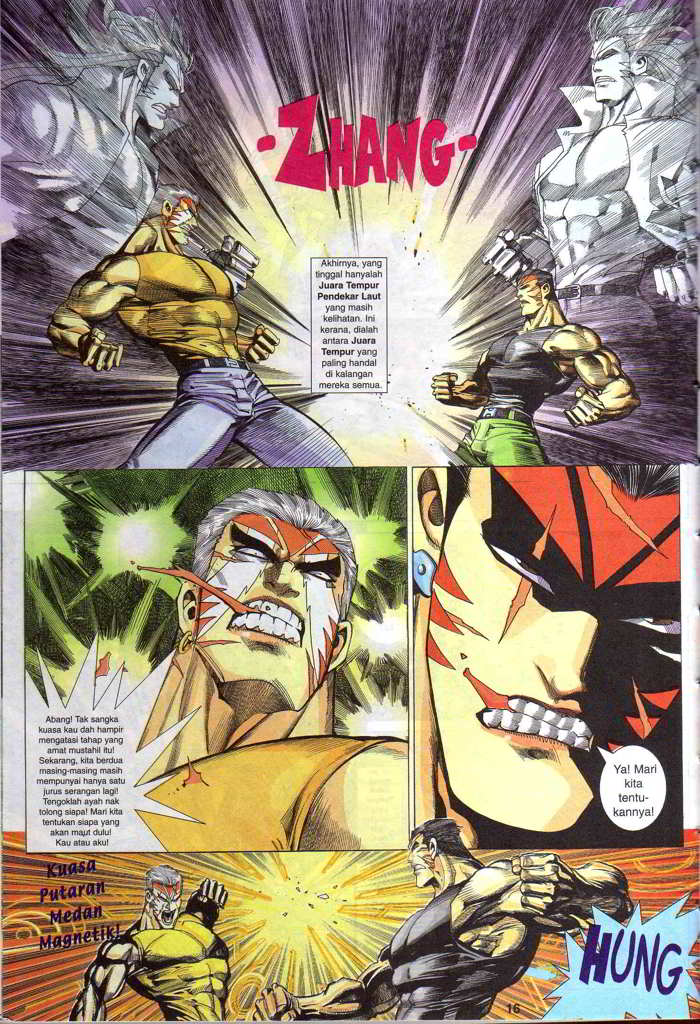 -ZHANG-
Akhirnya, yang
tinggal hanyalah
Juara Tempur
Pendekar Laut
yang masih
kelihatan. Ini
kerana, dialah
antara Juara
Tempur yang
paling handal
di kalangan
mereka semua.
Abang! Tak sangka
kuasa kau dah hampir
mengatasi tahap yang
amat mustahil itu!
Sekarang, kita berdua
masing-masing masih
mempunyai hanya satu
jurus serangan lagi!
Tengoklah ayah nak
tolong siapa! Mari kita
tentukan siapa yang
akan maut dulu!
Kau atau aku!
Ya! Mari
kita
tentu-
kannya!
Kuasa
Putaran
Medan
Magnetik!
HUNG
16